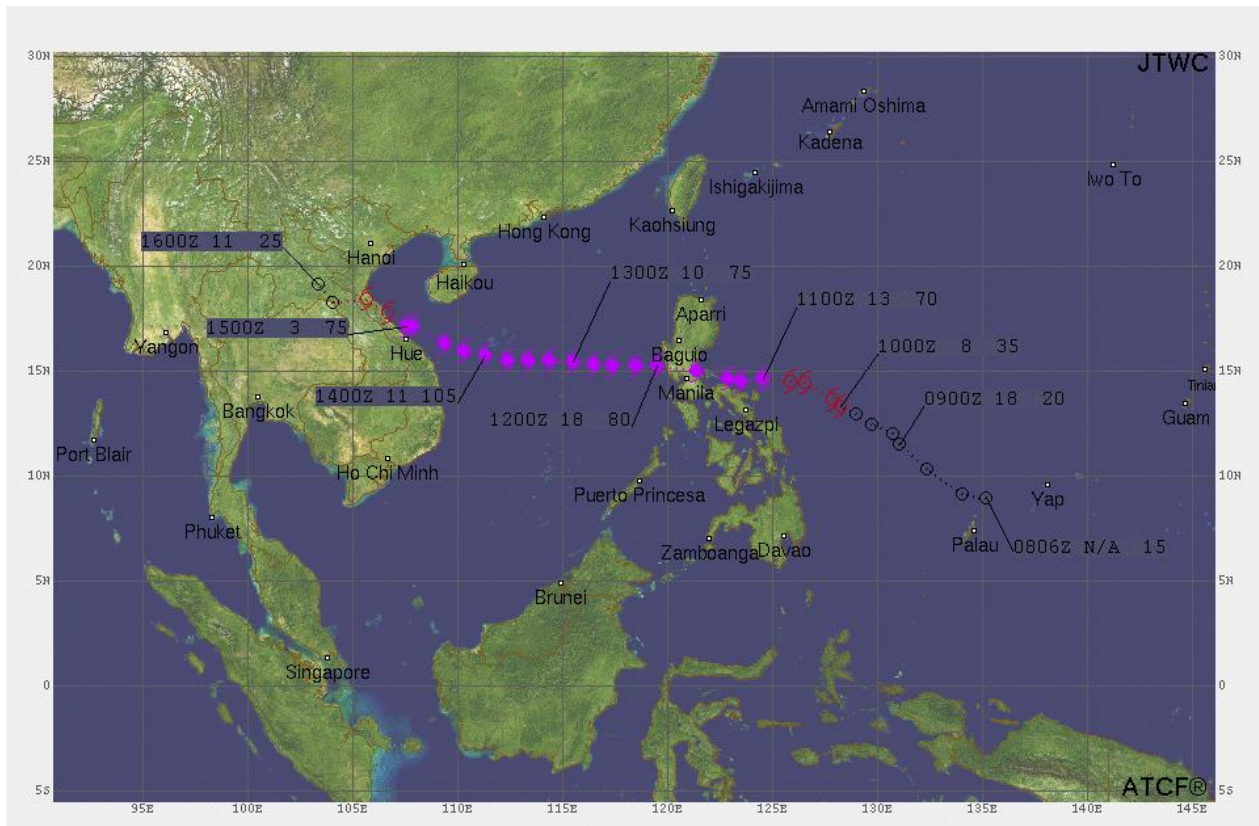 30N
30N
JTWC
Amami Oshima
Kadena
25N
25N
Ishigakijima
Iwo To
Kaohsiung
Hong Kong
1600Z 11 25
Hanoi
20N
20N
Haikou
1300Z 10 75
1100Z 13 70
Aparri
1500Z 3 75
Yangon
Hue
Baguio
1000Z 8 35
15N
15N
Manila
Tinian
1400Z 11 105
0900Z 18 20
Bangkok
1200Z 18 80
Legazpi
Guam
Port Blair
Ho Chi Minh
10N
10N
Puerto Princesa
Yap
Phuket
Zamboanga
Davao
Palau
0806Z N/A 15
5N
5N
Brunei
Singapore
0
0
ATCF®
5S
5S
95E 100E 105E 110E 115E 120E 125E 130E 135E 140E 145E